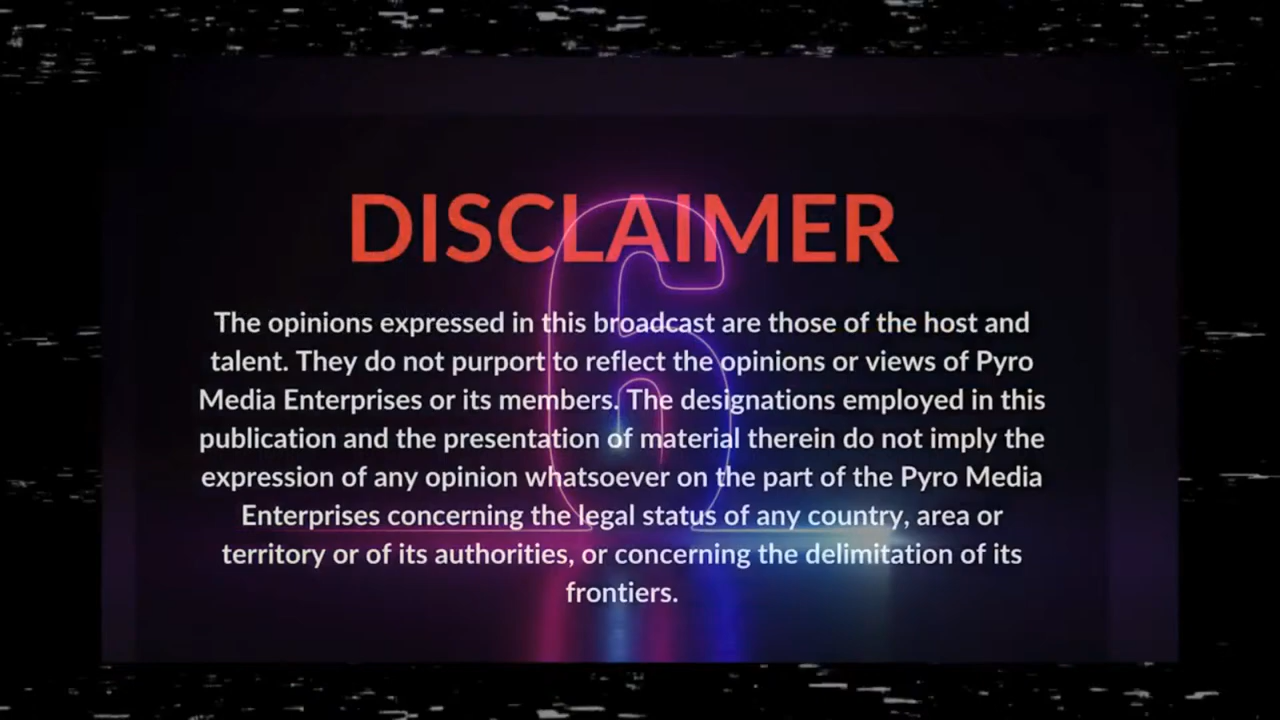 DISCLAIMER
The opinions expressed in this broadcast are those of the host and
talent. They do not purport to reflect the opinions or views of Pyro
Media Enterprises or its members. The designations employed in this
publication and the presentation of material therein do not imply the
expression of any opinion whatsoever on the part of the Pyro Media
Enterprises concerning the legal status of any country, area or
territory or of its authorities, or concerning the delimitation of its
frontiers.
6